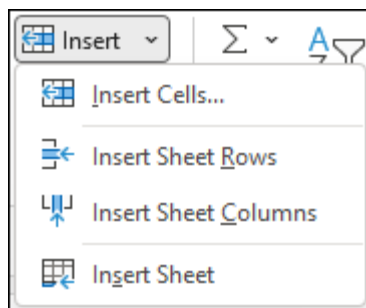 Insert
Insert Cells...
Insert Sheet Rows
Insert Sheet Columns
Insert Sheet